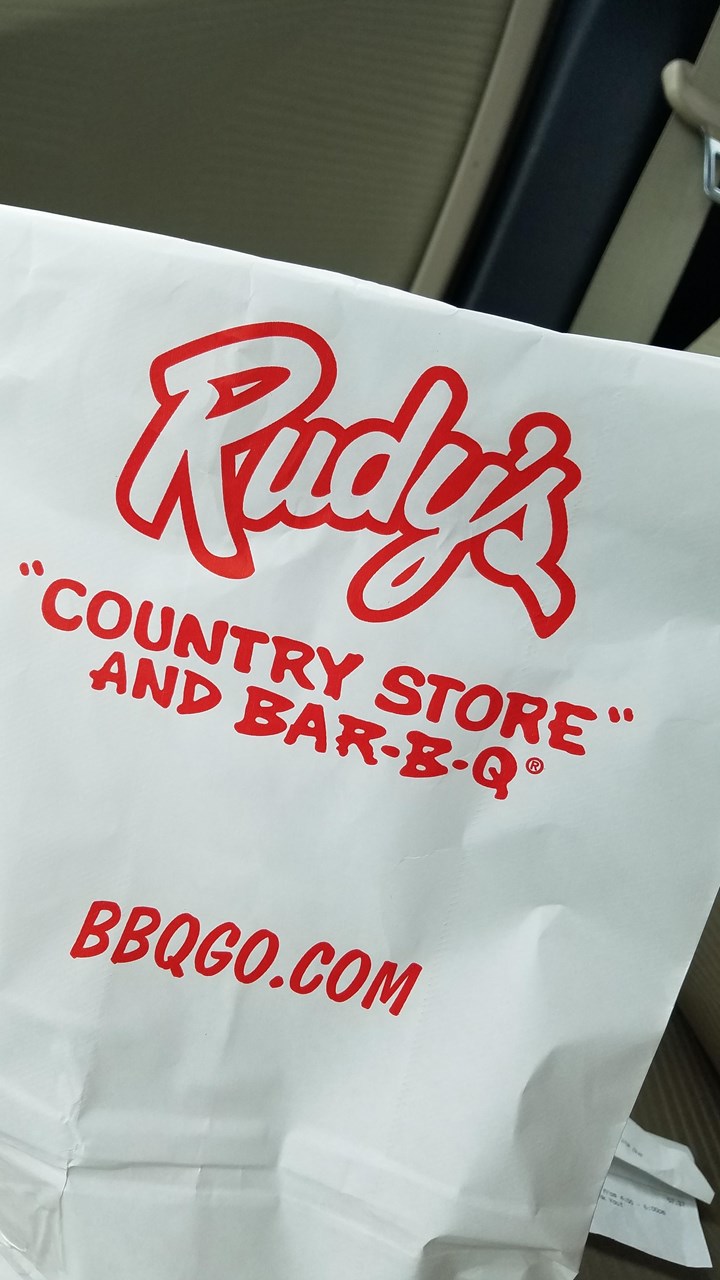 Rudy's
"COUNTRY STORE"
AND BAR-B-Q®
BBQGO.COM